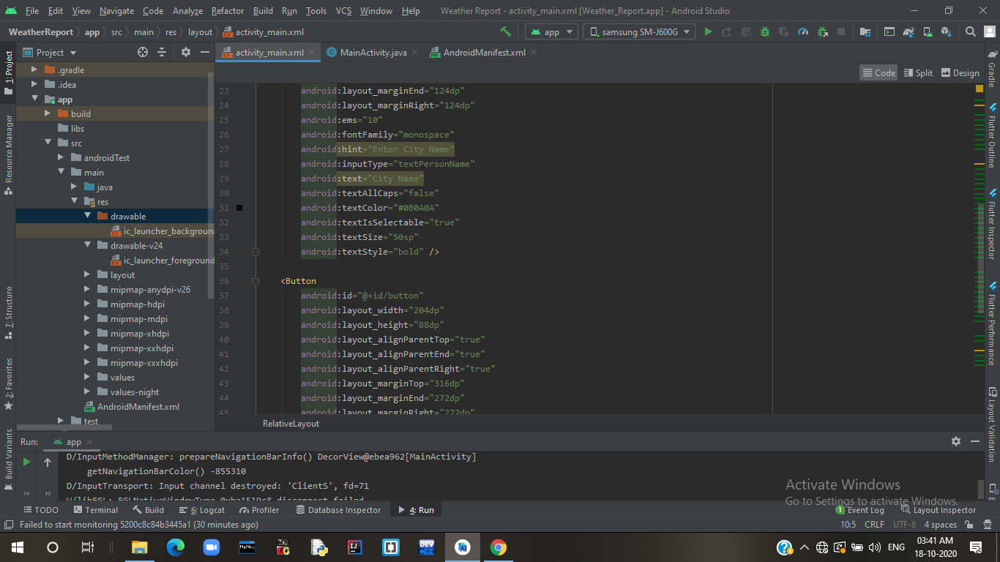 File Edit View Navigate Code Analyze Refactor Build Run Tools VCS Window Help Weather Report - activity_main.xml [Weather_Report.app] - Android Studio
WeatherReport app src main res layout activity_main.xml app samsung SM-J600G
1: Project
Resource Manager
7: Structure
2: Favorites
Build Variants
Project
.gradle
.idea
app
build
libs
src
androidTest
main
java
res
drawable
ic_launcher_backgroun
drawable-v24
ic_launcher_foreground
layout
mipmap-anydpi-v26
mipmap-hdpi
mipmap-mdpi
mipmap-xhdpi
mipmap-xxhdpi
mipmap-xxxhdpi
values
values-night
AndroidManifest.xml
test
activity_main.xml MainActivity.java AndroidManifest.xml
Code Split Design
23 android:layout_marginEnd="124dp"
24 android:layout_marginRight="124dp"
25 android:ems="10"
26 android:fontFamily="monospace"
27 android:hint="Enter City Name"
28 android:inputType="textPersonName"
29 android:text="City Name"
30 android:textAllCaps="false"
31 android:textColor="#0B0A0A"
32 android:textIsSelectable="true"
33 android:textSize="50sp"
34 android:textStyle="bold" />
35
36 <Button
37 android:id="@+id/button"
38 android:layout_width="204dp"
39 android:layout_height="88dp"
40 android:layout_alignParentTop="true"
41 android:layout_alignParentEnd="true"
42 android:layout_alignParentRight="true"
43 android:layout_marginTop="316dp"
44 android:layout_marginEnd="272dp"
45 android:layout_marginRight="272dp"
RelativeLayout
Gradle
Flutter Outline
Flutter Inspector
Flutter Performance
Layout Validation
Run: app
D/InputMethodManager: prepareNavigationBarInfo() DecorView@ebea962[MainActivity]
getNavigationBarColor() -855310
D/InputTransport: Input channel destroyed: 'ClientS', fd=71
W/libEGL: EGLNativeWindowType 0xba1519c8 disconnect failed
Activate Windows
Go to Settings to activate Windows.
TODO Terminal Build 6: Logcat Profiler Database Inspector 4: Run 1 Event Log Layout Inspector
Failed to start monitoring 5200c8c84b3445a1 (30 minutes ago) 10:5 CRLF UTF-8 4 spaces
ENG 03:41 AM
18-10-2020